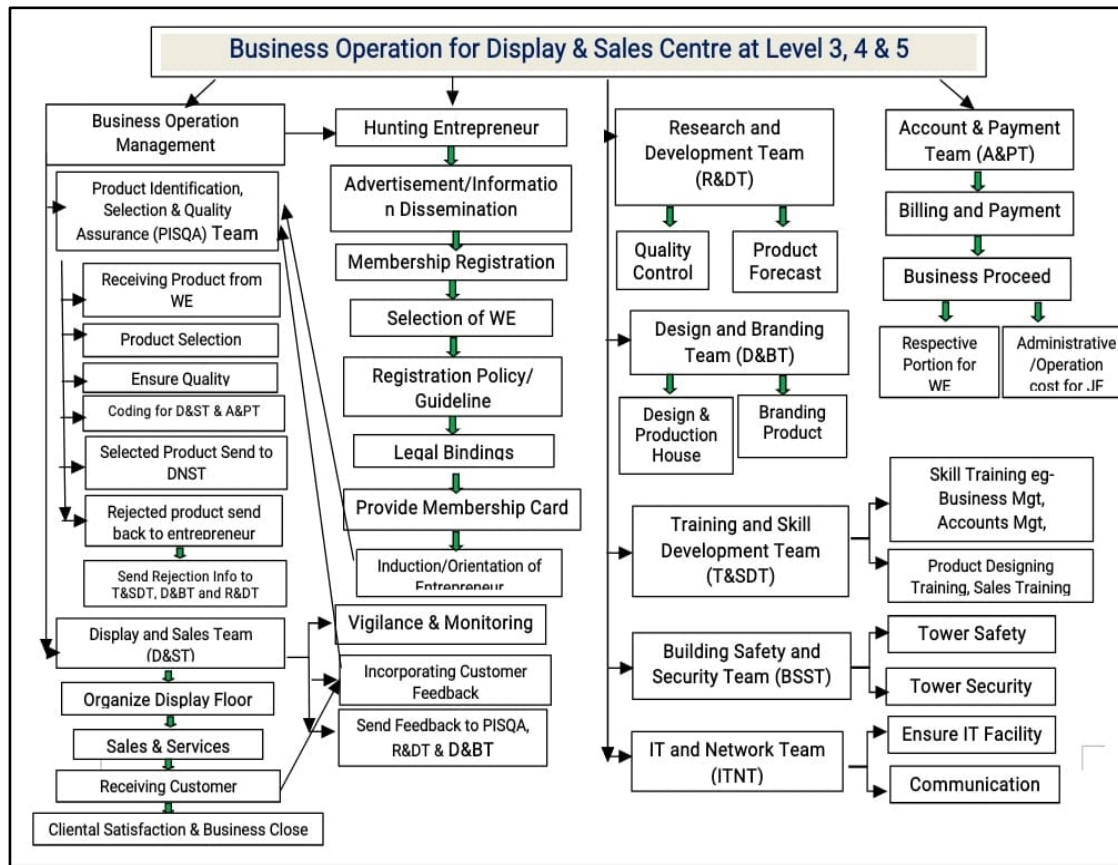 Business Operation for Display & Sales Centre at Level 3, 4 & 5
Business Operation
Management
Product Identification,
Selection & Quality
Assurance (PISQA) Team
Receiving Product from
WE
Product Selection
Ensure Quality
Coding for D&ST & A&PT
Selected Product Send to
DNST
Rejected product send
back to entrepreneur
Send Rejection Info to
T&SDT, D&BT and R&DT
Display and Sales Team
(D&ST)
Organize Display Floor
Sales & Services
Receiving Customer
Cliental Satisfaction & Business Close
Hunting Entrepreneur
Advertisement/Informatio
n Dissemination
Membership Registration
Selection of WE
Registration Policy/
Guideline
Legal Bindings
Provide Membership Card
Induction/Orientation of
Entrepreneur
Vigilance & Monitoring
Incorporating Customer
Feedback
Send Feedback to PISQA,
R&DT & D&BT
Research and
Development Team
(R&DT)
Quality
Control
Product
Forecast
Design and Branding
Team (D&BT)
Design &
Production
House
Branding
Product
Training and Skill
Development Team
(T&SDT)
Skill Training eg-
Business Mgt,
Accounts Mgt,
Product Designing
Training, Sales Training
Building Safety and
Security Team (BSST)
Tower Safety
Tower Security
IT and Network Team
(ITNT)
Ensure IT Facility
Communication
Account & Payment
Team (A&PT)
Billing and Payment
Business Proceed
Respective
Portion for
WE
Administrative
/Operation
cost for